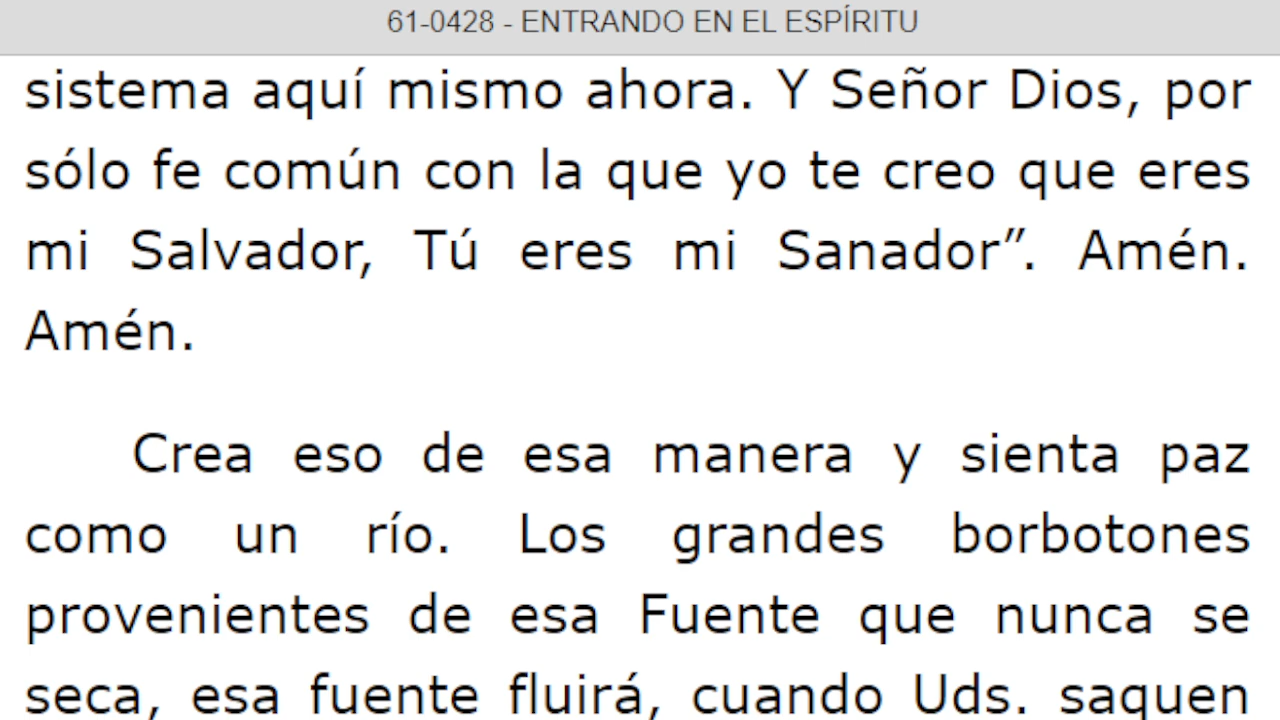 61-0428 - ENTRANDO EN EL ESPÍRITU
sistema aquí mismo ahora. Y Señor Dios, por
sólo fe común con la que yo te creo que eres
mi Salvador, Tú eres mi Sanador”. Amén.
Amén.
Crea eso de esa manera y sienta paz
como un río. Los grandes borbotones
provenientes de esa Fuente que nunca se
seca, esa fuente fluirá, cuando Uds. saquen